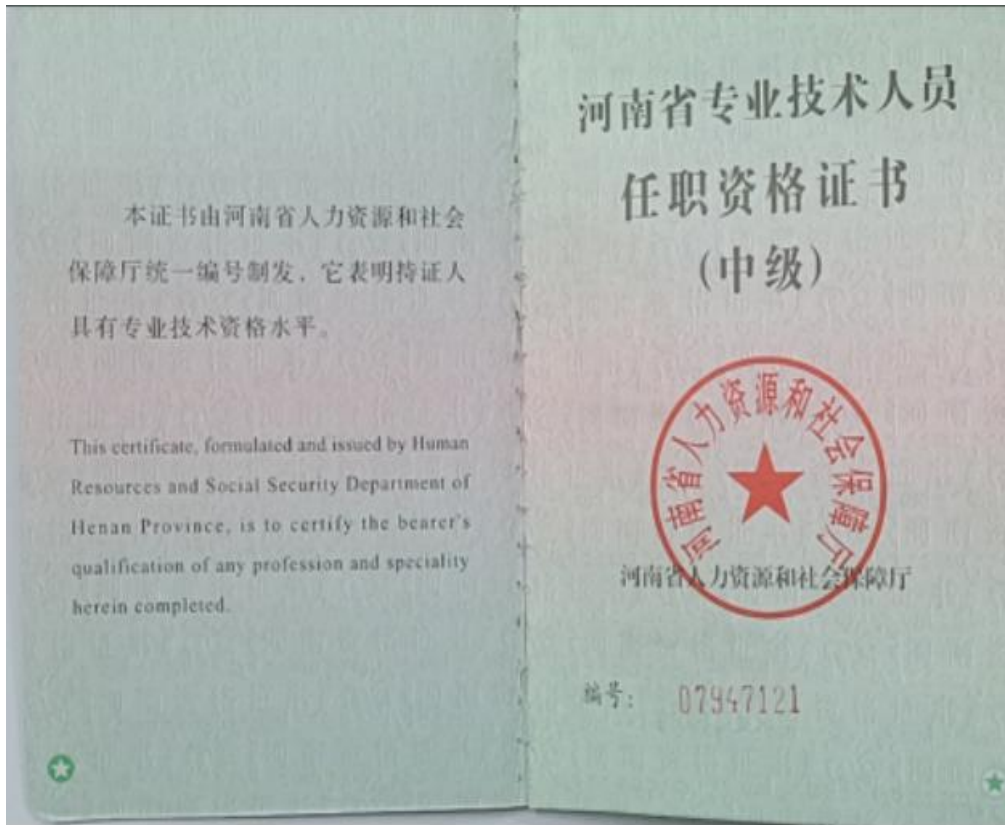 本证书由河南省人力资源和社会
保障厅统一编号制发，它表明持证人
具有专业技术资格水平。
This certificate, formulated and issued by Human
Resources and Social Security Department of
Henan Province, is to certify the bearer's
qualification of any profession and speciality
herein completed.
河南省专业技术人员
任职资格证书
(中级)
河南省人力资源和社会保障厅
河南省人力资源和社会保障厅
编号: 07947121